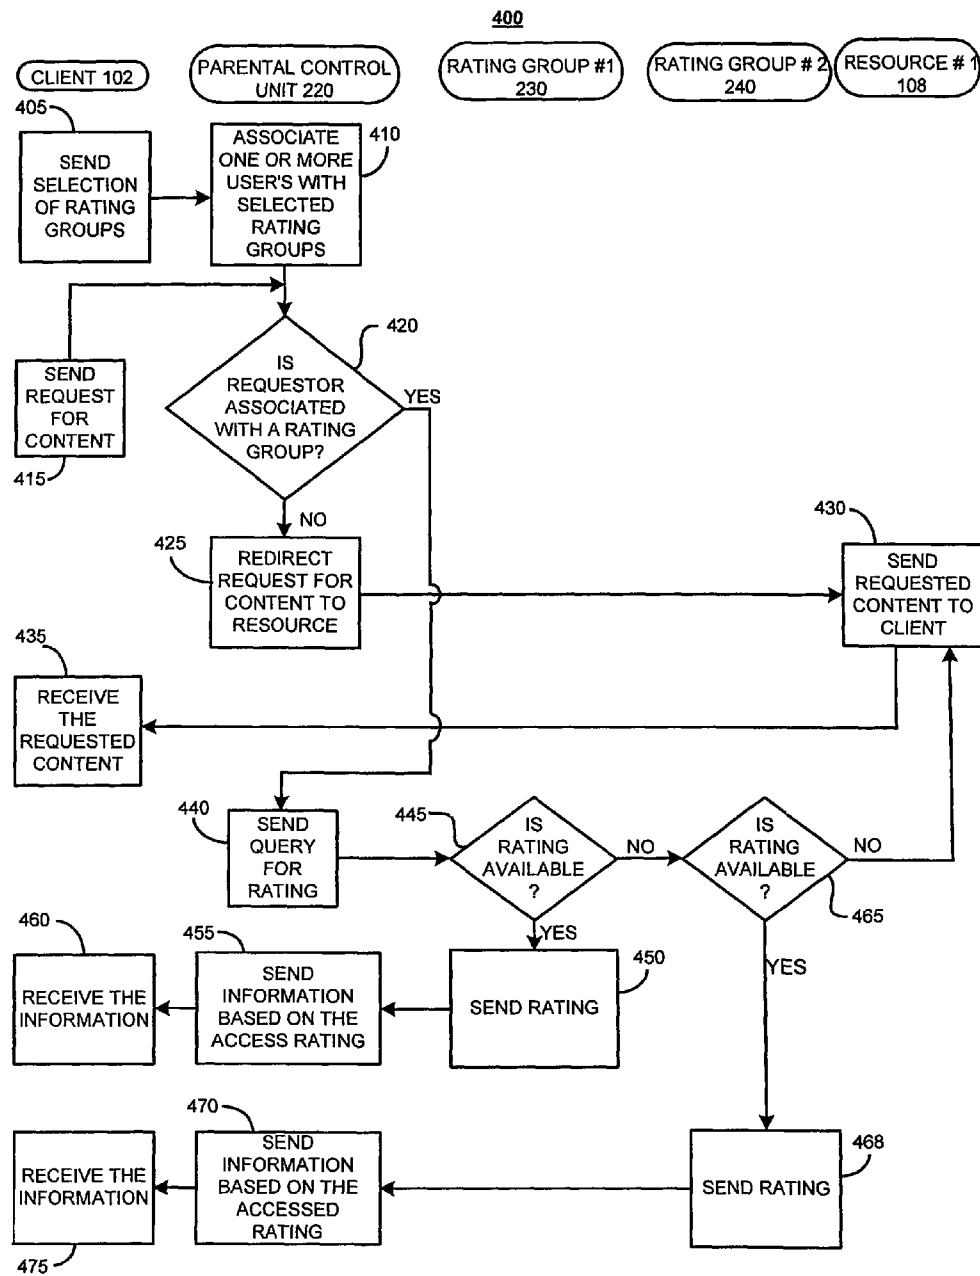 400
CLIENT 102
PARENTAL CONTROL
UNIT 220
RATING GROUP #1
230
RATING GROUP # 2
240
RESOURCE # 1
108
405
SEND
SELECTION
OF RATING
GROUPS
410
ASSOCIATE
ONE OR MORE
USER'S WITH
SELECTED
RATING
GROUPS
415
SEND
REQUEST
FOR
CONTENT
420
IS
REQUESTOR
ASSOCIATED
WITH A RATING
GROUP?
YES
NO
425
REDIRECT
REQUEST FOR
CONTENT TO
RESOURCE
430
SEND
REQUESTED
CONTENT TO
CLIENT
435
RECEIVE
THE
REQUESTED
CONTENT
440
SEND
QUERY
FOR
RATING
445
IS
RATING
AVAILABLE
?
NO
YES
IS
RATING
AVAILABLE
?
NO
465
YES
450
SEND RATING
455
SEND
INFORMATION
BASED ON THE
ACCESS RATING
460
RECEIVE THE
INFORMATION
468
SEND RATING
470
SEND
INFORMATION
BASED ON THE
ACCESSED
RATING
RECEIVE THE
INFORMATION
475